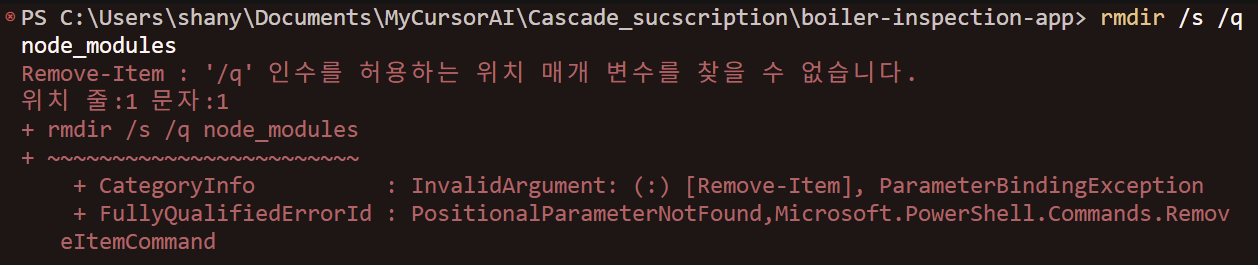 PS C:\Users\shany\Documents\MyCursorAI\Cascade_sucscription\boiler-inspection-app> rmdir /s /q
node_modules
Remove-Item : '/q' 인수를 허용하는 위치 매개 변수를 찾을 수 없습니다.
위치 줄:1 문자:1
+ rmdir /s /q node_modules
+ ~~~~~~~~~~~~~~~~~~~~~~~~
    + CategoryInfo          : InvalidArgument: (:) [Remove-Item], ParameterBindingException
    + FullyQualifiedErrorId : PositionalParameterNotFound,Microsoft.PowerShell.Commands.Remov
   eItemCommand